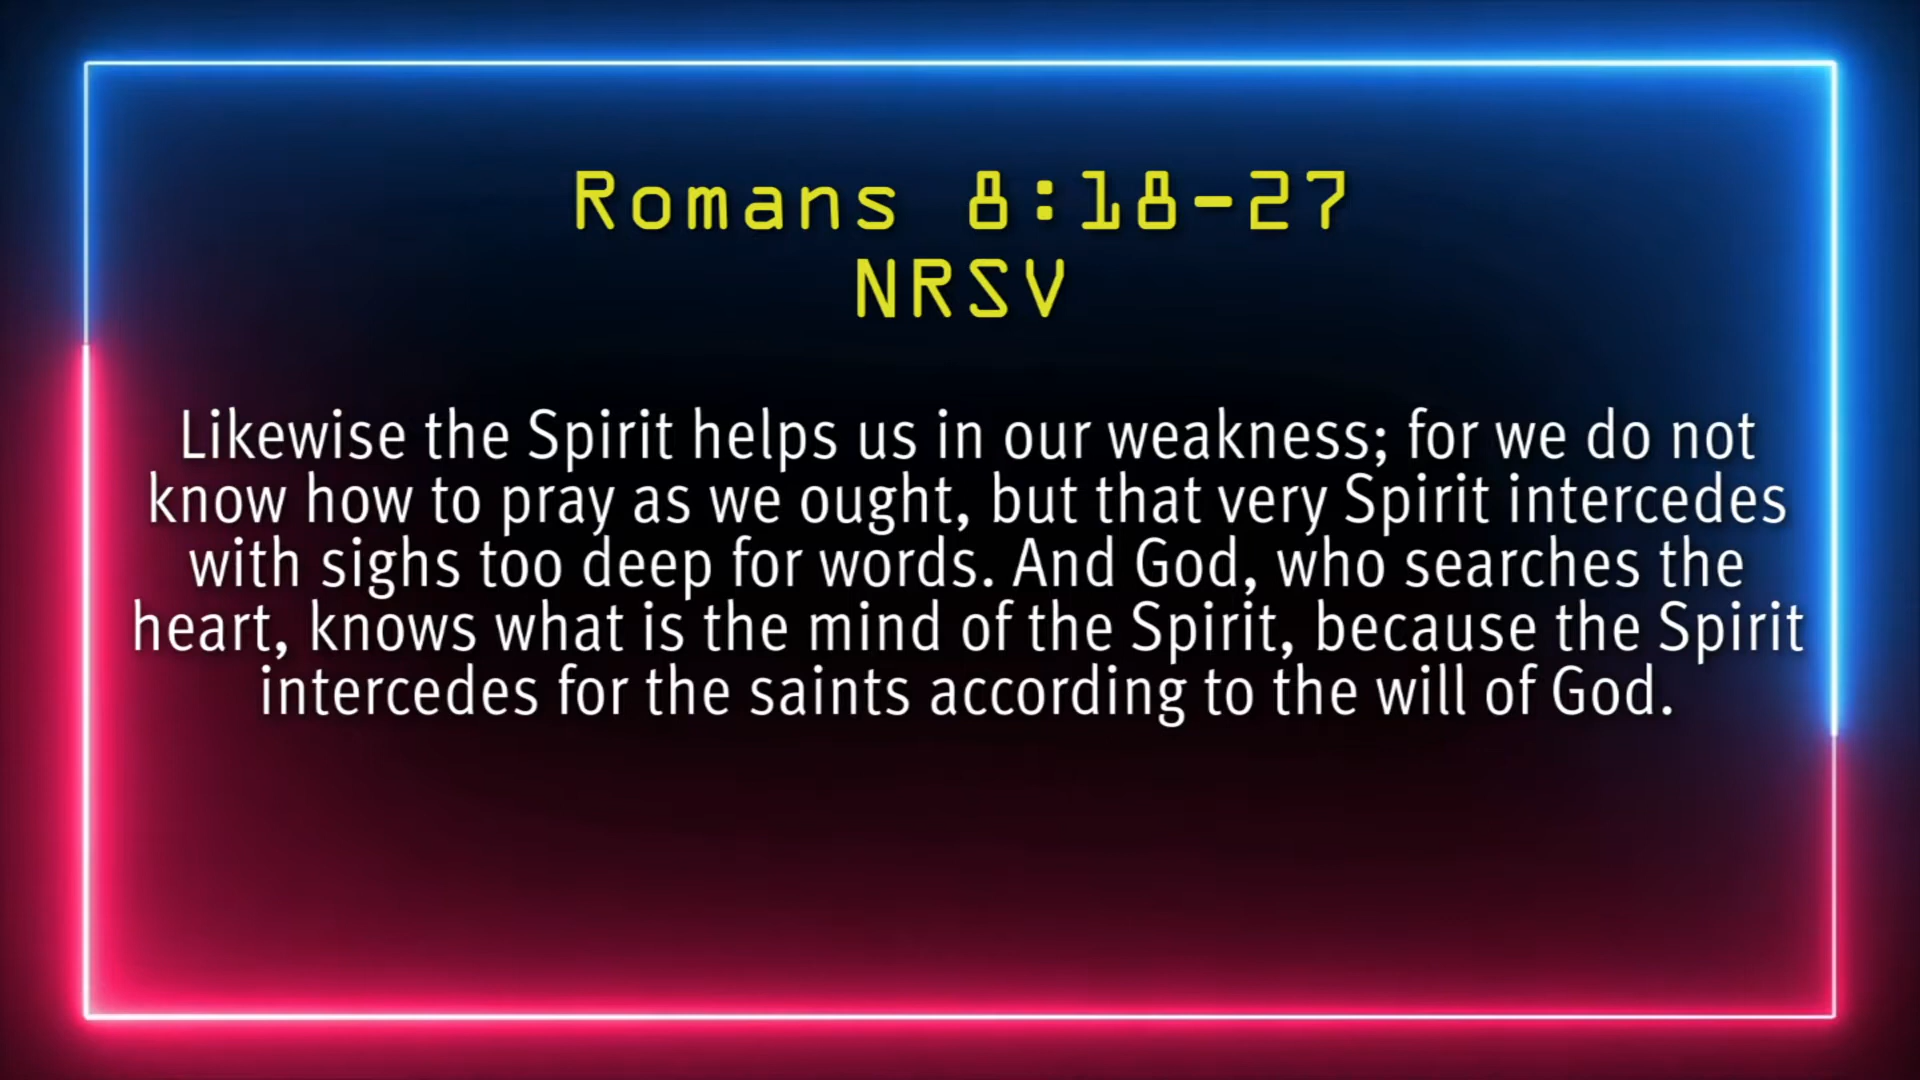 Romans 8:18-27
NRSV
Likewise the Spirit helps us in our weakness; for we do not
know how to pray as we ought, but that very Spirit intercedes
with sighs too deep for words. And God, who searches the
heart, knows what is the mind of the Spirit, because the Spirit
intercedes for the saints according to the will of God.